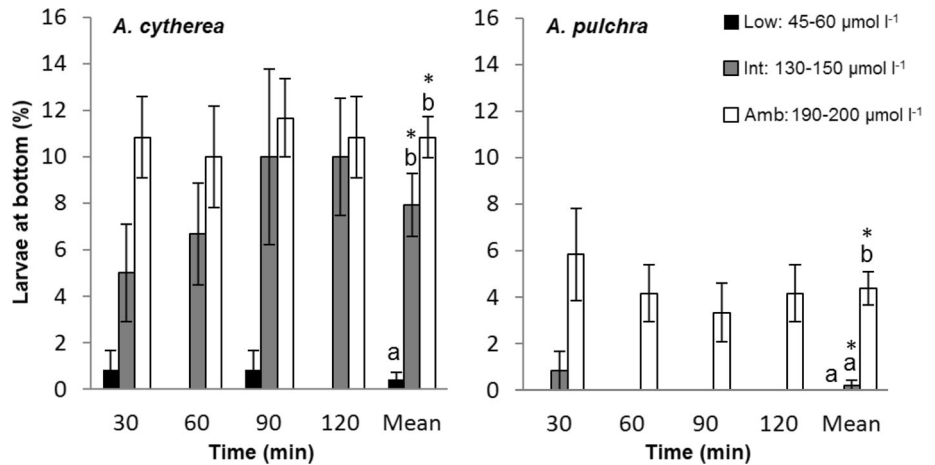 A. cytherea
16
14
12
10
8
6
4
2
0
Larvae at bottom (%)
* b
* b
a
30 60 90 120 Mean
Time (min)
A. pulchra
16
14
12
10
8
6
4
2
0
Low: 45-60 µmol l⁻¹
Int: 130-150 µmol l⁻¹
Amb: 190-200 µmol l⁻¹
* b
* a
a
30 60 90 120 Mean
Time (min)